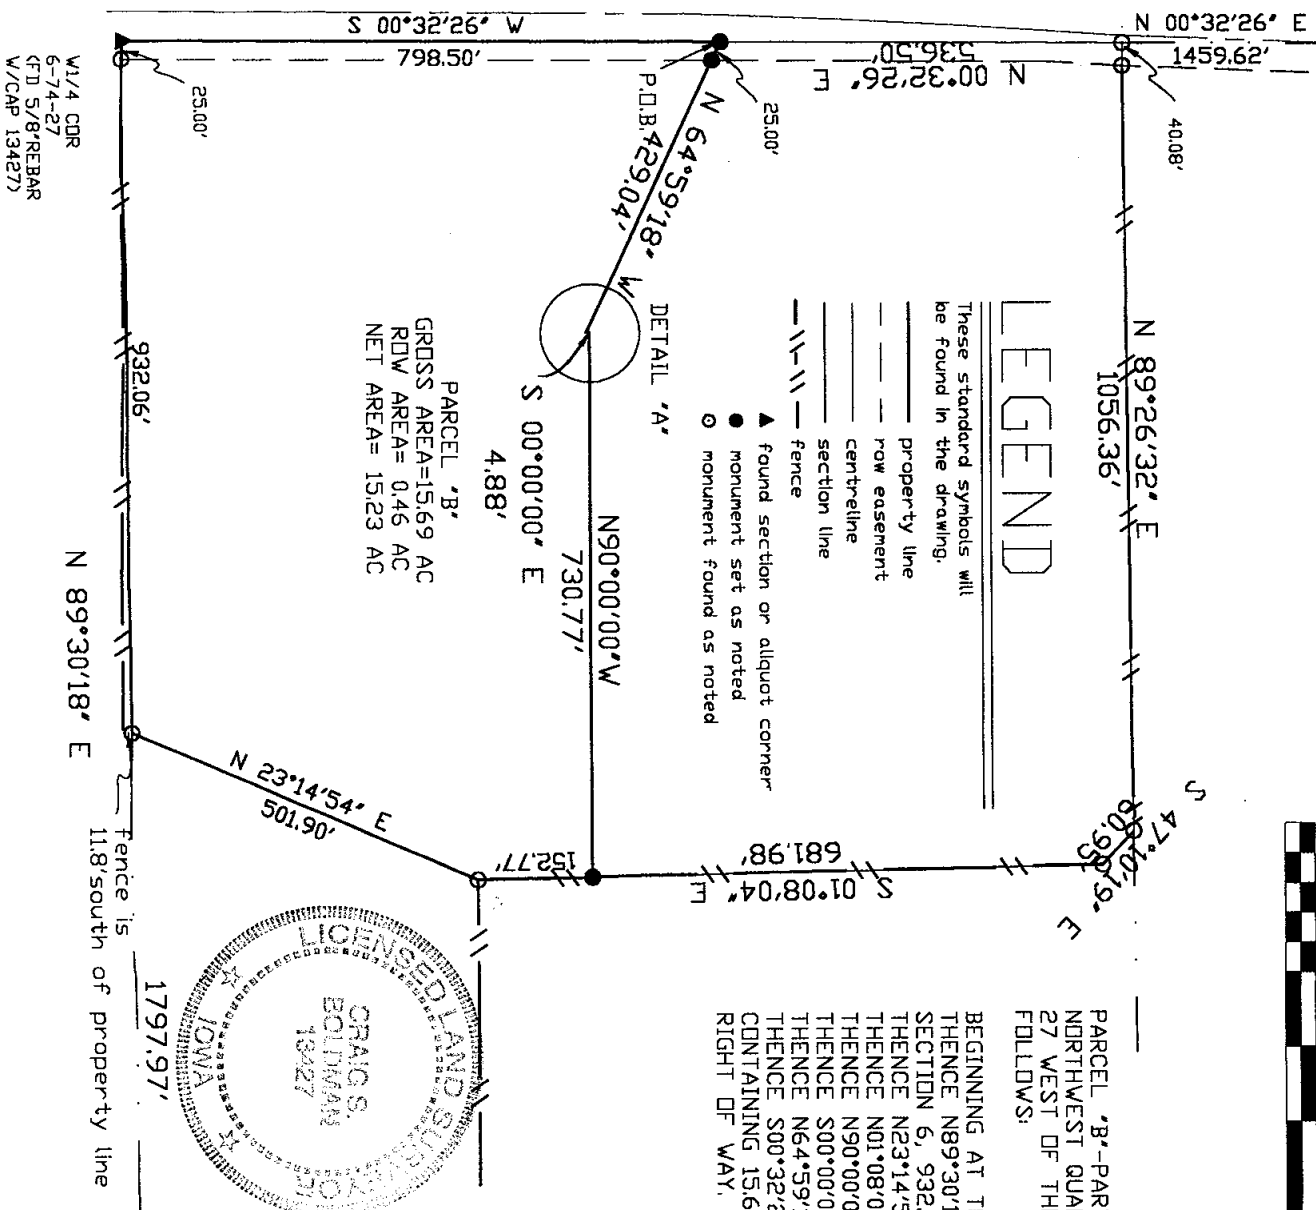 S 00°32'26" W
798.50'
N 00°32'26" E
536.50'
N 00°32'26" E
1459.62'
W1/4 COR
6-74-27
(FD 5/8"REBAR
W/CAP 13427)
25.00'
P.O.B.
25.00'
40.08'
N 64°59'18" W
429.04'
DETAIL "A"
LEGEND
These standard symbols will
be found in the drawing.
property line
row easement
centreline
section line
fence
found section or aliquot corner
monument set as noted
monument found as noted
N 89°26'32" E
1056.36'
S 47°10'19" E
60.95'
S 01°08'04" E
681.98'
152.77'
N90°00'00"W
730.77'
S 00°00'00" E
4.88'
PARCEL "B"
GROSS AREA=15.69 AC
ROW AREA= 0.46 AC
NET AREA= 15.23 AC
932.06'
N 89°30'18" E
N 23°14'54" E
501.90'
fence is
11.8'south of property line
1797.97'
LICENSED LAND SURVEYOR
CRAIG S.
BOLDMAN
13427
IOWA
PARCEL "B"-PAR
NORTHWEST QUA
27 WEST OF TH
FOLLOWS:
BEGINNING AT T
THENCE N89°30'1
SECTION 6, 932.
THENCE N23°14'5
THENCE N01°08'0
THENCE N90°00'0
THENCE S00°00'0
THENCE N64°59'
THENCE S00°32'2
CONTAINING 15.6
RIGHT OF WAY.